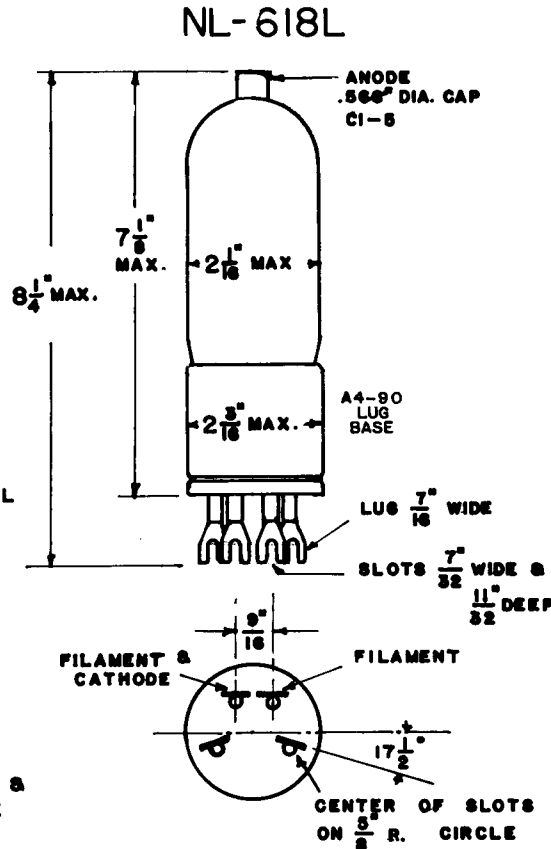 NL-618L
ANODE
.566" DIA. CAP
C1-5
7 1/8" MAX.
8 1/4" MAX.
2 1/16" MAX
2 3/16" MAX.
A4-90
LUG
BASE
L
LUG 7/16" WIDE
SLOTS 7/32" WIDE &
11/32" DEEP
9/16"
FILAMENT &
CATHODE
FILAMENT
17 1/2°
&
CENTER OF SLOTS
ON 5/2" R. CIRCLE